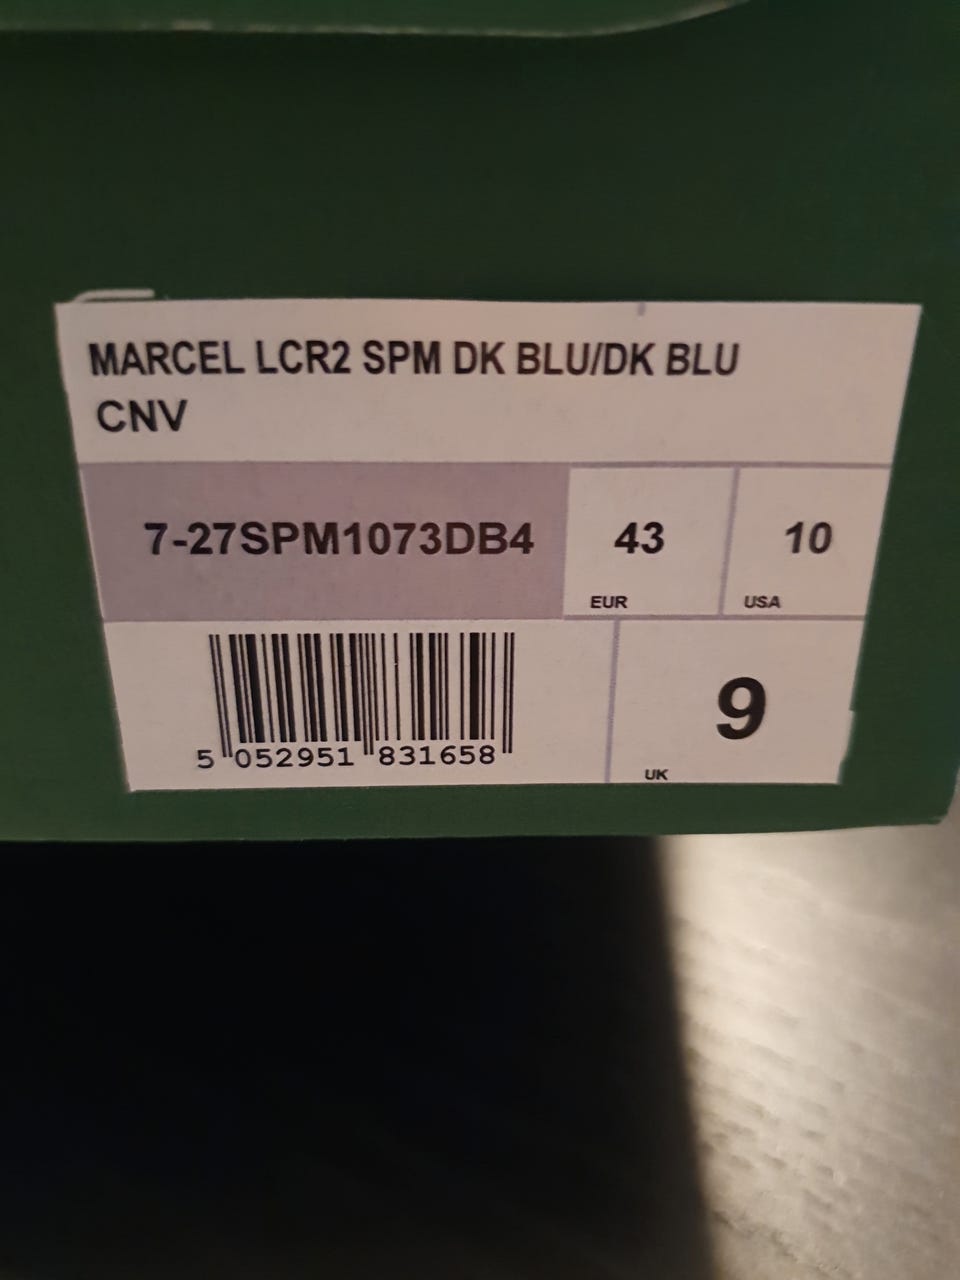 MARCEL LCR2 SPM DK BLU/DK BLU
CNV
7-27SPM1073DB4
43
EUR
10
USA
5 052951 831658
9
UK